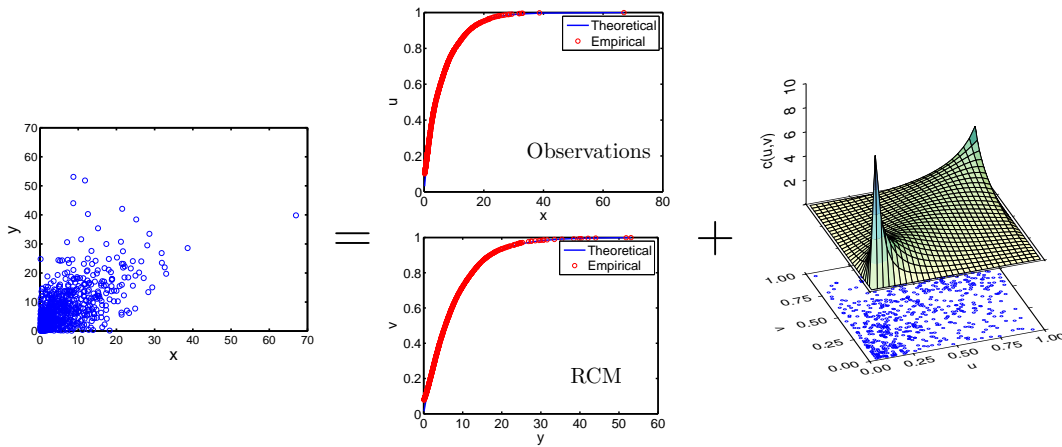 70
60
50
40
30
20
10
0
y
0 10 20 30 40 50 60 70
x
=
1
0.8
0.6
0.4
0.2
0
u
Theoretical
Empirical
Observations
0 20 40 60 80
x
1
0.8
0.6
0.4
0.2
0
v
Theoretical
Empirical
RCM
0 10 20 30 40 50 60
y
+
10
8
6
4
2
c(u,v)
1.00
0.75
0.50
0.25
0.00
v
0.00 0.25 0.50 0.75 1.00
u